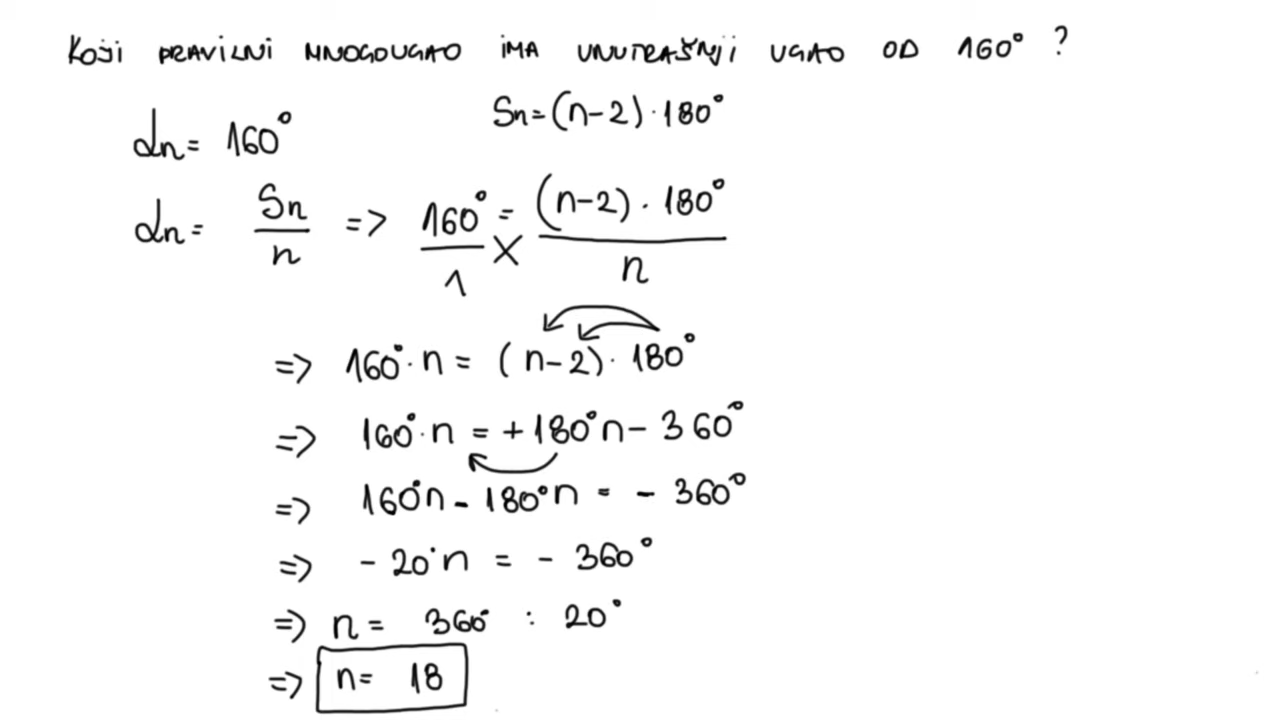 Koji pravilni mnogougao ima unutrašnji ugao od 160° ?
αn = 160°
Sn = (n-2) · 180°
αn = Sn/n => 160°/1 = (n-2) · 180°/n
=> 160° · n = (n-2) · 180°
=> 160° · n = +180°n - 360°
=> 160°n - 180°n = - 360°
=> - 20°n = - 360°
=> n = 360° : 20°
=> n = 18